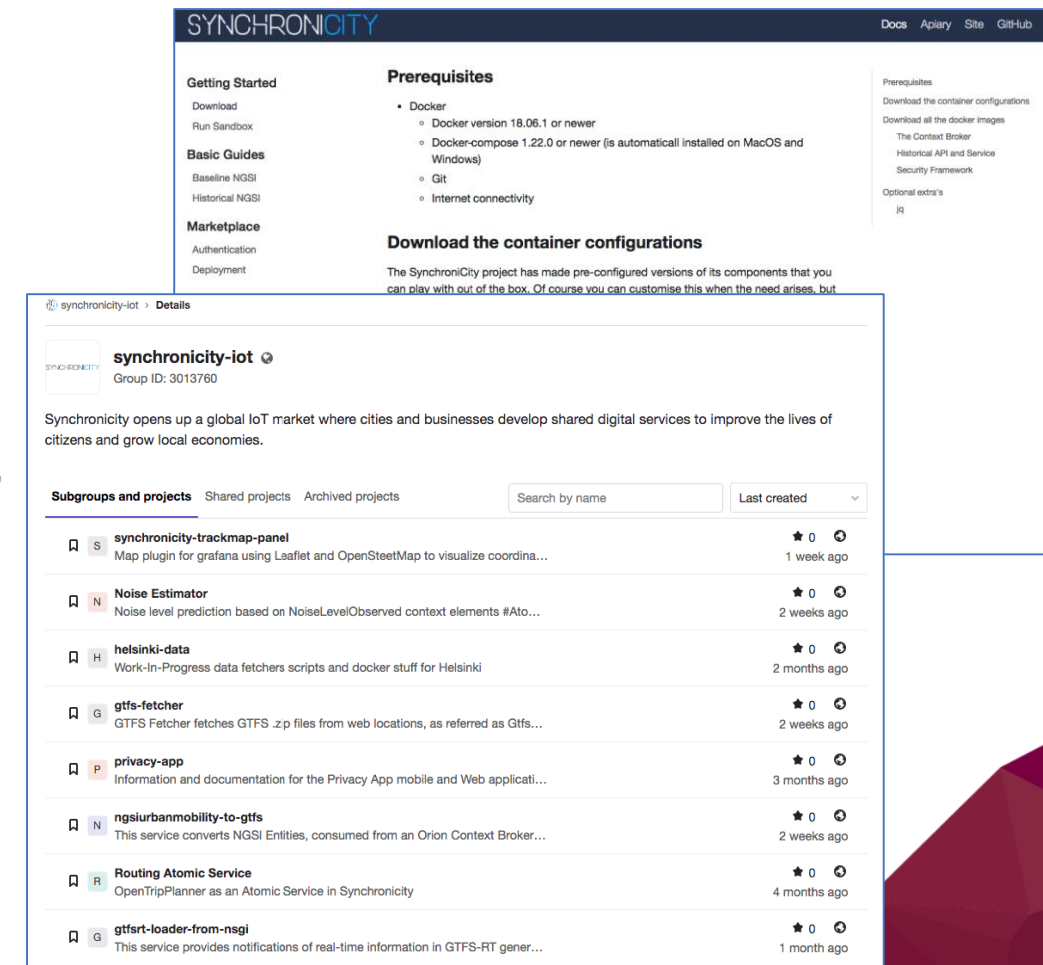 SYNCHRONICITY
Docs Apiary Site GitHub
Getting Started
Download
Run Sandbox
Basic Guides
Baseline NGSI
Historical NGSI
Marketplace
Authentication
Deployment
Prerequisites
• Docker
◦ Docker version 18.06.1 or newer
◦ Docker-compose 1.22.0 or newer (is automaticall installed on MacOS and
Windows)
◦ Git
◦ Internet connectivity
Download the container configurations
The SynchroniCity project has made pre-configured versions of its components that you
can play with out of the box. Of course you can customise this when the need arises, but
Prerequisites
Download the container configurations
Download all the docker images
The Context Broker
Historical API and Service
Security Framework
Optional extra's
jq
synchronicity-iot > Details
SYNCHRONICITY
synchronicity-iot
Group ID: 3013760
Synchronicity opens up a global IoT market where cities and businesses develop shared digital services to improve the lives of
citizens and grow local economies.
Subgroups and projects Shared projects Archived projects
Search by name
Last created
S synchronicity-trackmap-panel ★ 0
Map plugin for grafana using Leaflet and OpenSteetMap to visualize coordina... 1 week ago
N Noise Estimator ★ 0
Noise level prediction based on NoiseLevelObserved context elements #Ato... 2 weeks ago
H helsinki-data ★ 0
Work-In-Progress data fetchers scripts and docker stuff for Helsinki 2 months ago
G gtfs-fetcher ★ 0
GTFS Fetcher fetches GTFS .zip files from web locations, as referred as Gtfs... 2 weeks ago
P privacy-app ★ 0
Information and documentation for the Privacy App mobile and Web applicati... 3 months ago
N ngsiurbanmobility-to-gtfs ★ 0
This service converts NGSI Entities, consumed from an Orion Context Broker... 2 weeks ago
R Routing Atomic Service ★ 0
OpenTripPlanner as an Atomic Service in Synchronicity 4 months ago
G gtfsrt-loader-from-nsgi ★ 0
This service provides notifications of real-time information in GTFS-RT gener... 1 month ago